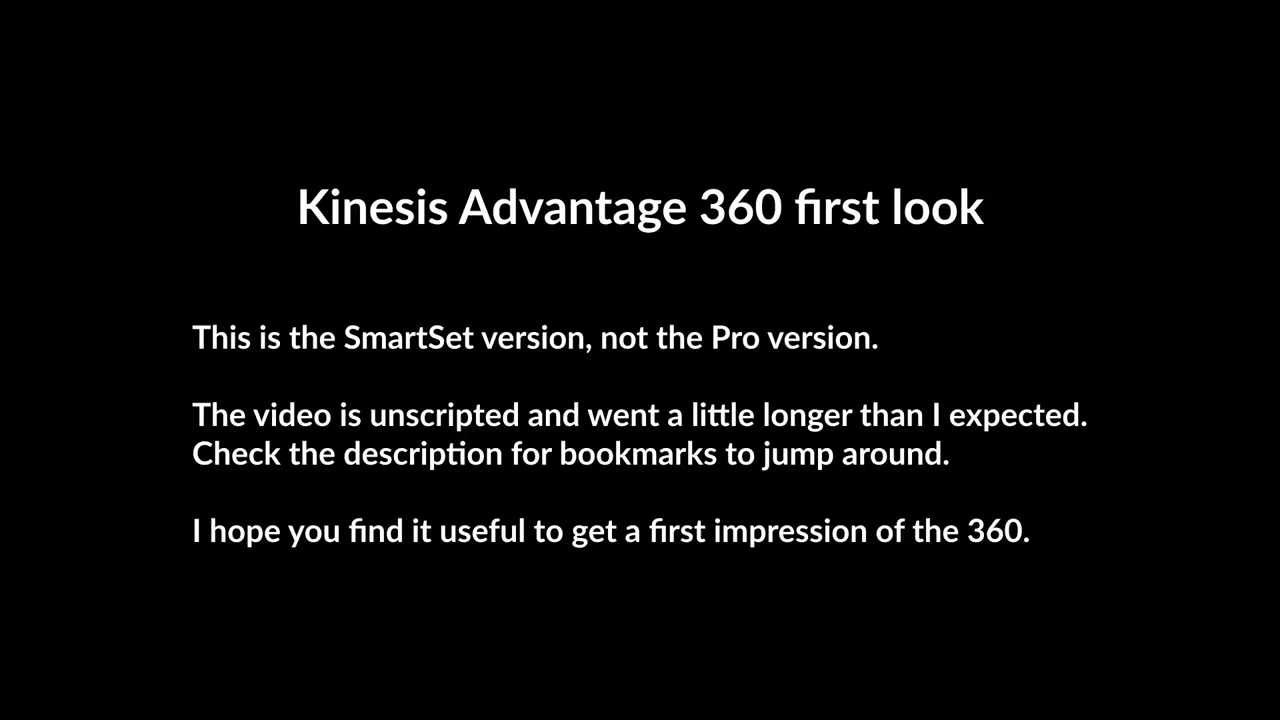 Kinesis Advantage 360 first look
This is the SmartSet version, not the Pro version.
The video is unscripted and went a little longer than I expected.
Check the description for bookmarks to jump around.
I hope you find it useful to get a first impression of the 360.